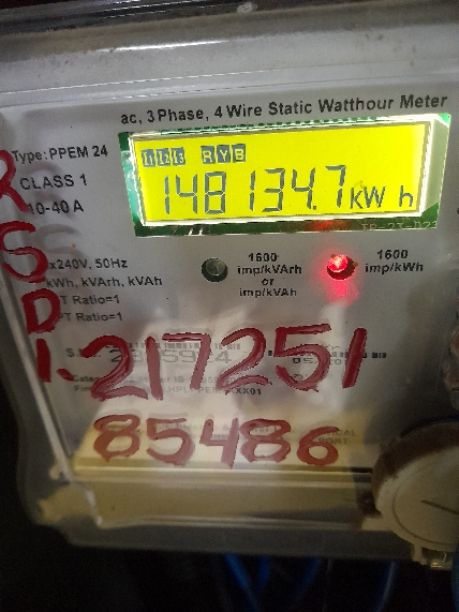 ac, 3 Phase, 4 Wire Static Watthour Meter
Type: PPEM 24
CLASS 1
10-40 A
RYB
148134.7 kW h
x240V, 50Hz
kWh, kVArh, kVAh
T Ratio=1
PT Ratio=1
1600
imp/kVArh
or
imp/kVAh
1600
imp/kWh
R
S
D
1-217251
85486